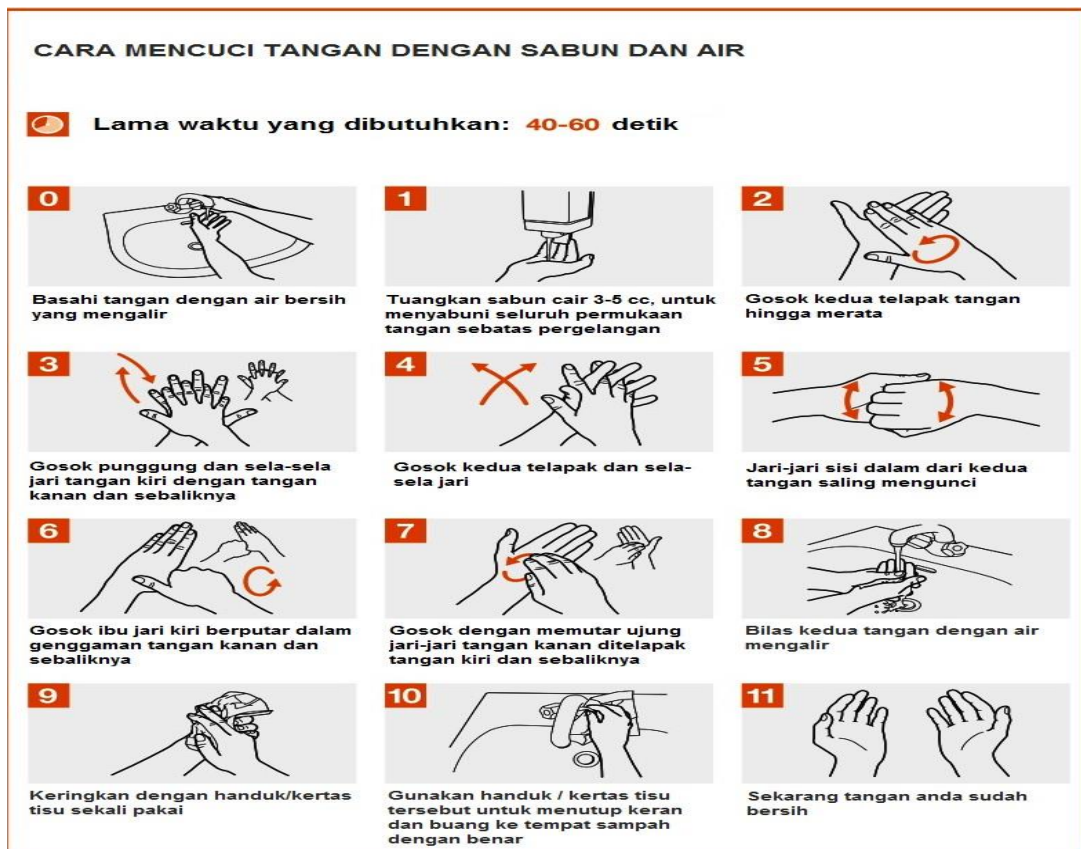 CARA MENCUCI TANGAN DENGAN SABUN DAN AIR
Lama waktu yang dibutuhkan: 40-60 detik
0
Basahi tangan dengan air bersih
yang mengalir
1
Tuangkan sabun cair 3-5 cc, untuk
menyabuni seluruh permukaan
tangan sebatas pergelangan
2
Gosok kedua telapak tangan
hingga merata
3
Gosok punggung dan sela-sela
jari tangan kiri dengan tangan
kanan dan sebaliknya
4
Gosok kedua telapak dan sela-
sela jari
5
Jari-jari sisi dalam dari kedua
tangan saling mengunci
6
Gosok ibu jari kiri berputar dalam
genggaman tangan kanan dan
sebaliknya
7
Gosok dengan memutar ujung
jari-jari tangan kanan ditelapak
tangan kiri dan sebaliknya
8
Bilas kedua tangan dengan air
mengalir
9
Keringkan dengan handuk/kertas
tisu sekali pakai
10
Gunakan handuk / kertas tisu
tersebut untuk menutup keran
dan buang ke tempat sampah
dengan benar
11
Sekarang tangan anda sudah
bersih